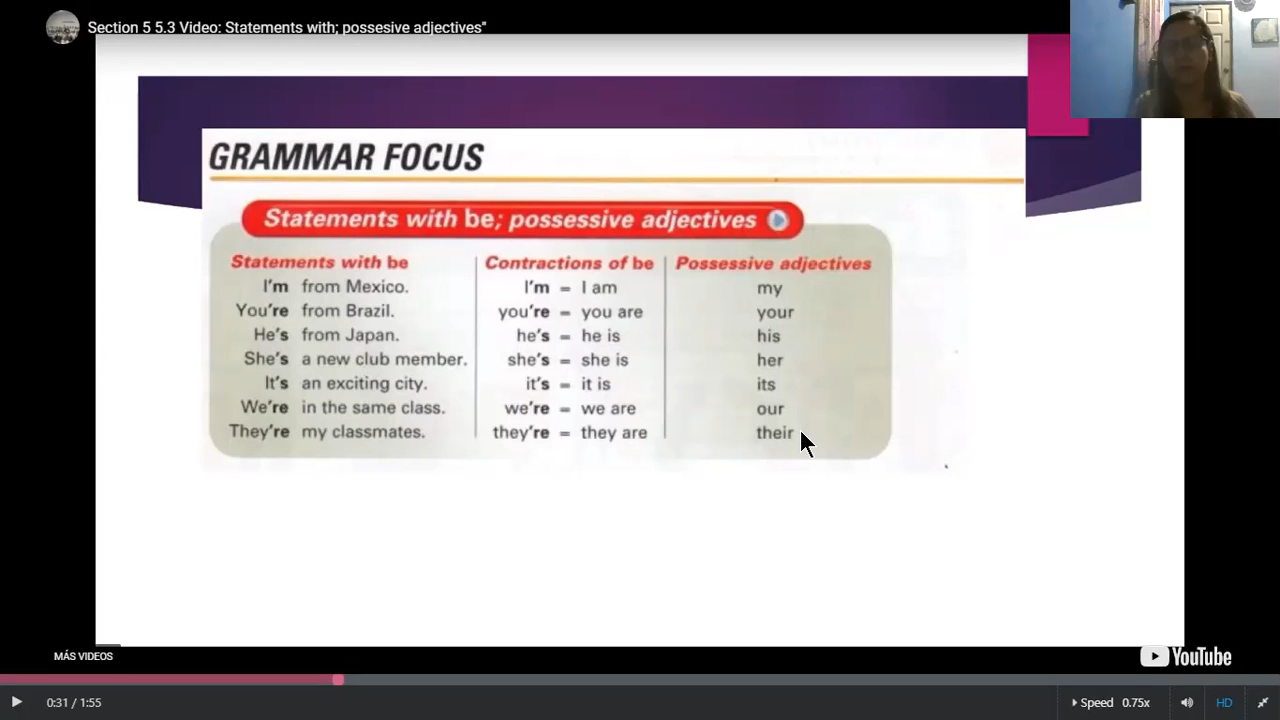 Section 5 5.3 Video: Statements with; possesive adjectives"
GRAMMAR FOCUS
Statements with be; possessive adjectives
Statements with be Contractions of be Possessive adjectives
I'm from Mexico. I'm = I am my
You're from Brazil. you're = you are your
He's from Japan. he's = he is his
She's a new club member. she's = she is her
It's an exciting city. it's = it is its
We're in the same class. we're = we are our
They're my classmates. they're = they are their
MÁS VIDEOS
YouTube
0:31 / 1:55
Speed 0.75x
HD